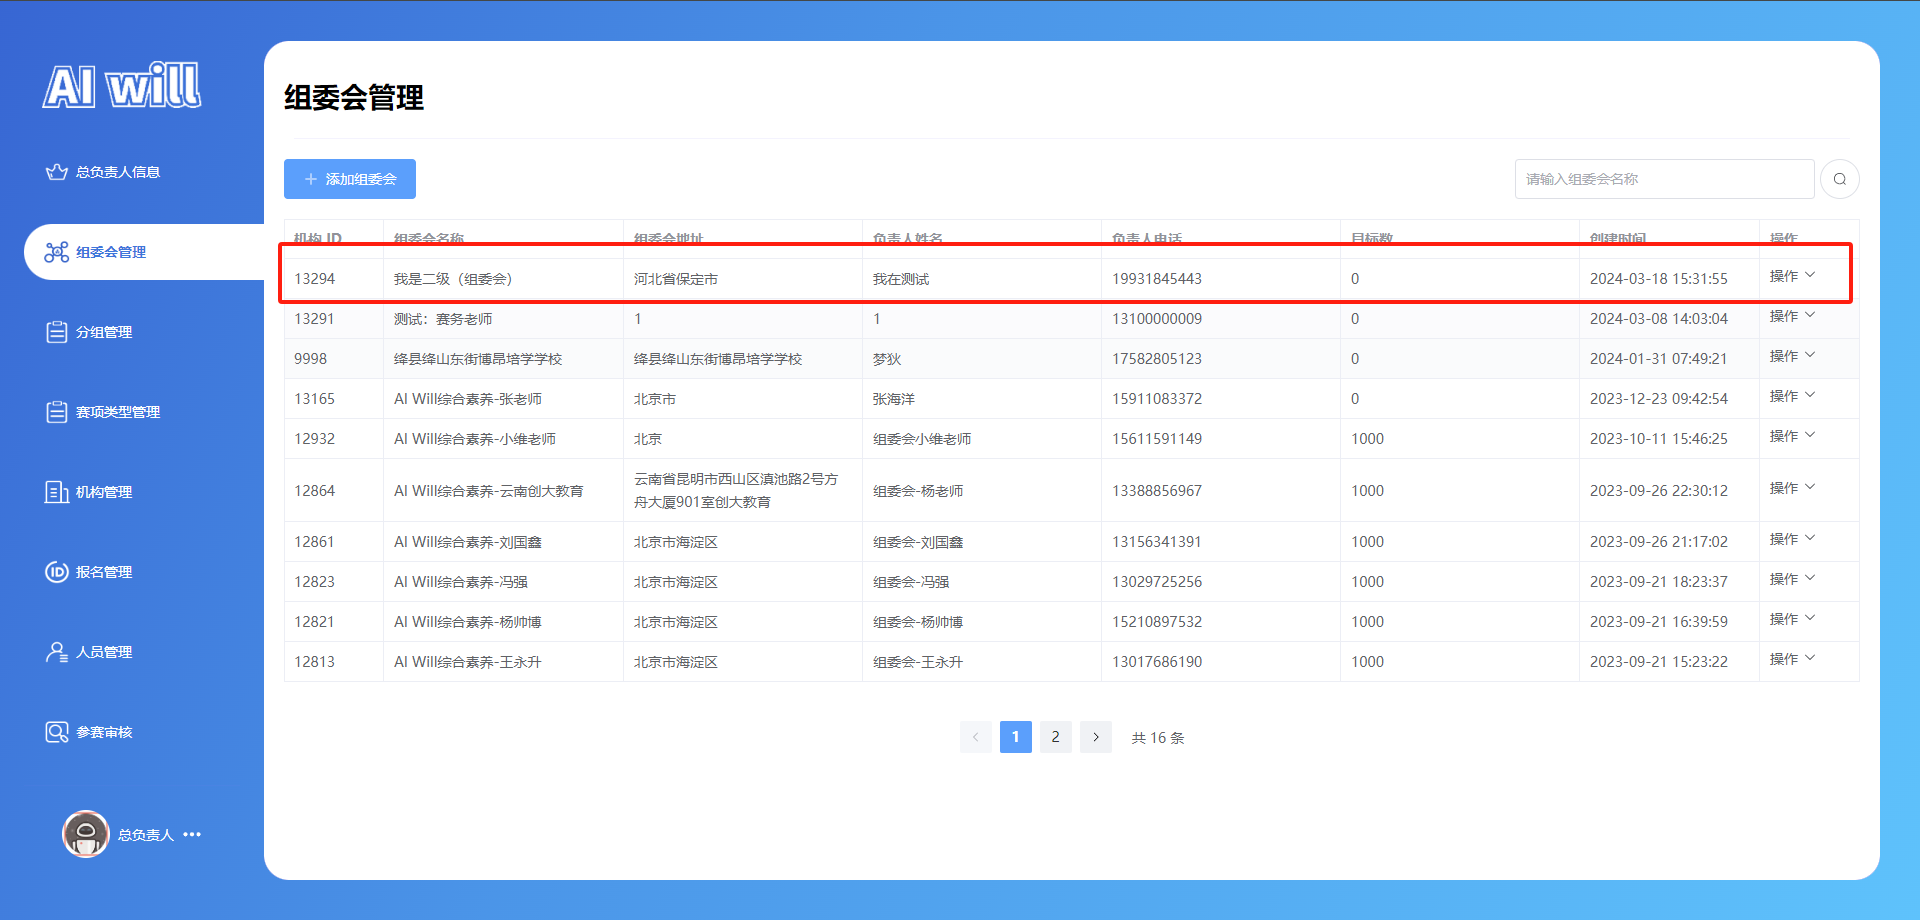 AI will
总负责人信息
组委会管理
分组管理
赛项类型管理
机构管理
报名管理
人员管理
参赛审核
总负责人 •••
组委会管理
+ 添加组委会
请输入组委会名称
机构 ID 组委会名称 组委会地址 负责人姓名 负责人电话 目标数 创建时间 操作
13294 我是二级（组委会） 河北省保定市 我在测试 19931845443 0 2024-03-18 15:31:55 操作
13291 测试：赛务老师 1 1 13100000009 0 2024-03-08 14:03:04 操作
9998 绛县绛山东街博昂培学学校 绛县绛山东街博昂培学学校 梦狄 17582805123 0 2024-01-31 07:49:21 操作
13165 AI Will综合素养-张老师 北京市 张海洋 15911083372 0 2023-12-23 09:42:54 操作
12932 AI Will综合素养-小维老师 北京 组委会小维老师 15611591149 1000 2023-10-11 15:46:25 操作
12864 AI Will综合素养-云南创大教育 云南省昆明市西山区滇池路2号方 组委会-杨老师 13388856967 1000 2023-09-26 22:30:12 操作
舟大厦901室创大教育
12861 AI Will综合素养-刘国鑫 北京市海淀区 组委会-刘国鑫 13156341391 1000 2023-09-26 21:17:02 操作
12823 AI Will综合素养-冯强 北京市海淀区 组委会-冯强 13029725256 1000 2023-09-21 18:23:37 操作
12821 AI Will综合素养-杨帅博 北京市海淀区 组委会-杨帅博 15210897532 1000 2023-09-21 16:39:59 操作
12813 AI Will综合素养-王永升 北京市海淀区 组委会-王永升 13017686190 1000 2023-09-21 15:23:22 操作
< 1 2 > 共 16 条